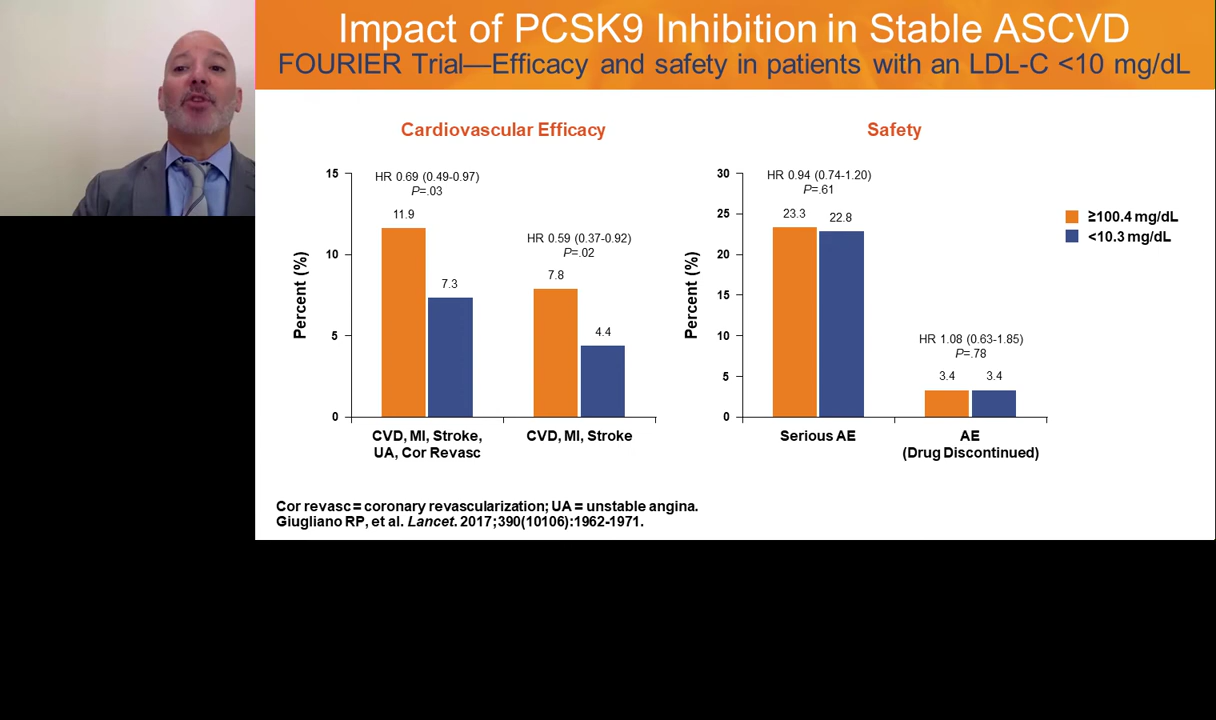 Impact of PCSK9 Inhibition in Stable ASCVD
FOURIER Trial—Efficacy and safety in patients with an LDL-C <10 mg/dL
Cardiovascular Efficacy
15
10
5
0
Percent (%)
HR 0.69 (0.49-0.97)
P=.03
11.9
7.3
HR 0.59 (0.37-0.92)
P=.02
7.8
4.4
CVD, MI, Stroke,
UA, Cor Revasc
CVD, MI, Stroke
Safety
30
25
20
15
10
5
0
Percent (%)
HR 0.94 (0.74-1.20)
P=.61
23.3
22.8
HR 1.08 (0.63-1.85)
P=.78
3.4
3.4
Serious AE
AE
(Drug Discontinued)
≥100.4 mg/dL
<10.3 mg/dL
Cor revasc = coronary revascularization; UA = unstable angina.
Giugliano RP, et al. Lancet. 2017;390(10106):1962-1971.